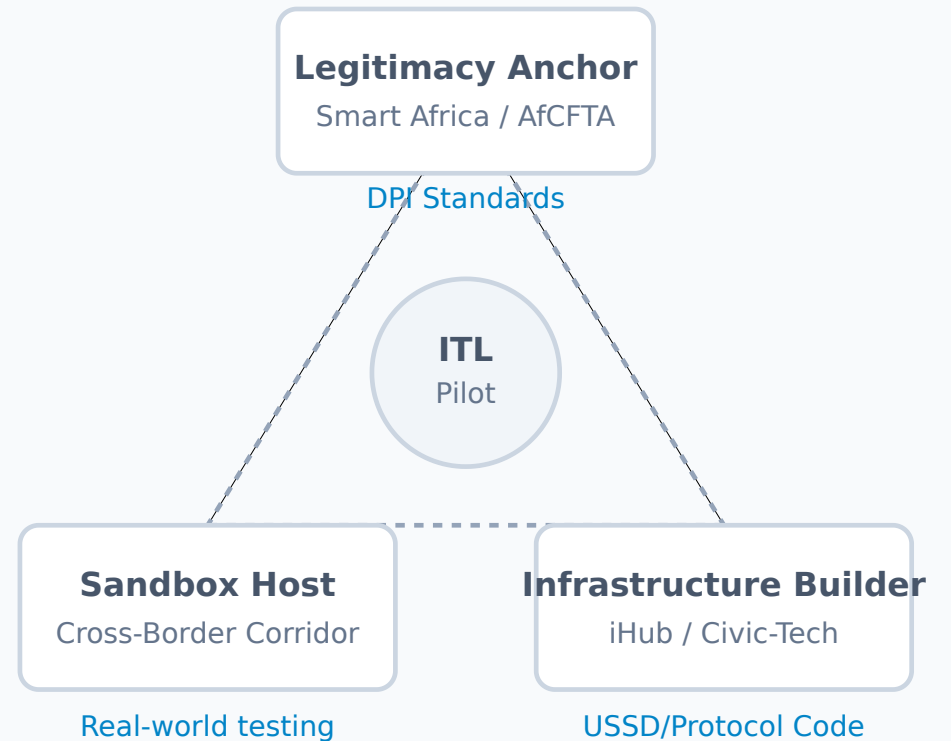 Legitimacy Anchor
Smart Africa / AfCFTA
DPI Standards
ITL
Pilot
Sandbox Host
Cross-Border Corridor
Real-world testing
Infrastructure Builder
iHub / Civic-Tech
USSD/Protocol Code